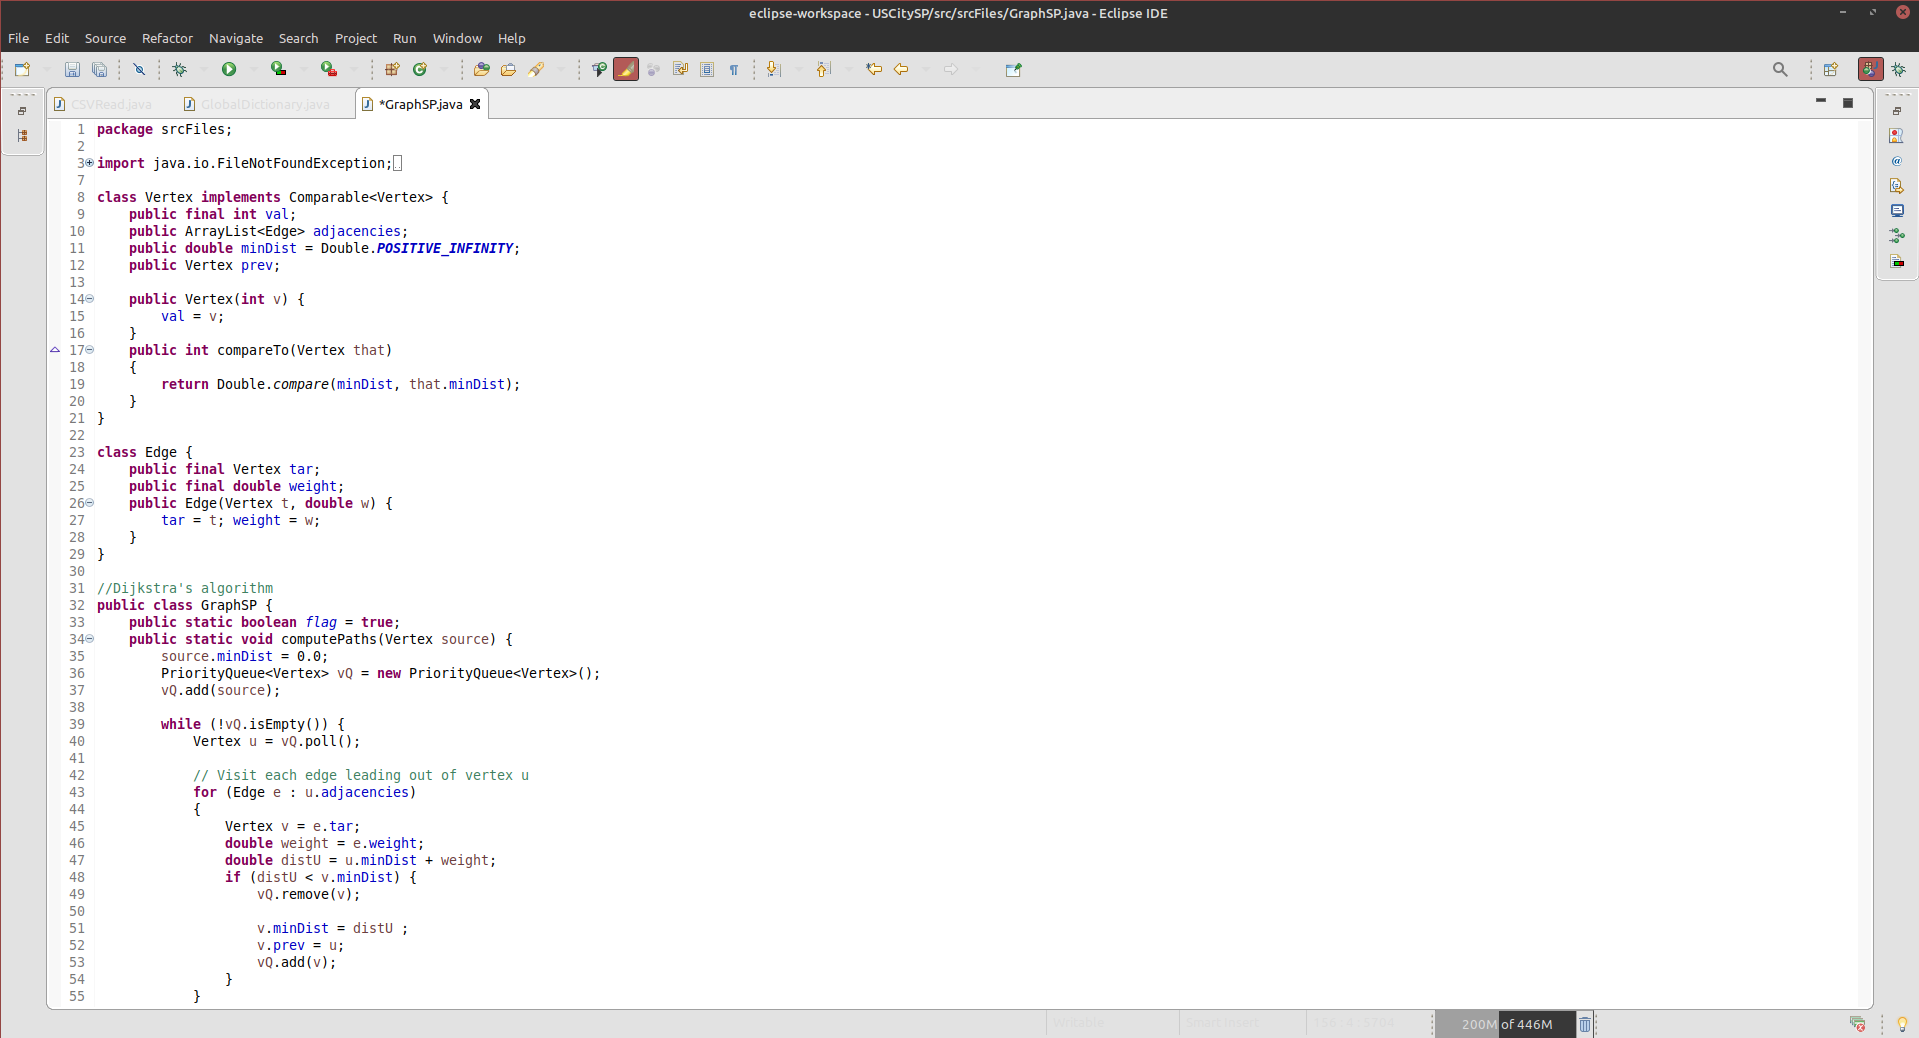 eclipse-workspace - USCitySP/src/srcFiles/GraphSP.java - Eclipse IDE
File Edit Source Refactor Navigate Search Project Run Window Help
CSVRead.java GlobalDictionary.java *GraphSP.java
1 package srcFiles;
2
3 import java.io.FileNotFoundException;
7
8 class Vertex implements Comparable<Vertex> {
9     public final int val;
10     public ArrayList<Edge> adjacencies;
11     public double minDist = Double.POSITIVE_INFINITY;
12     public Vertex prev;
13
14     public Vertex(int v) {
15         val = v;
16     }
17     public int compareTo(Vertex that)
18     {
19         return Double.compare(minDist, that.minDist);
20     }
21 }
22
23 class Edge {
24     public final Vertex tar;
25     public final double weight;
26     public Edge(Vertex t, double w) {
27         tar = t; weight = w;
28     }
29 }
30
31 //Dijkstra's algorithm
32 public class GraphSP {
33     public static boolean flag = true;
34     public static void computePaths(Vertex source) {
35         source.minDist = 0.0;
36         PriorityQueue<Vertex> vQ = new PriorityQueue<Vertex>();
37         vQ.add(source);
38
39         while (!vQ.isEmpty()) {
40             Vertex u = vQ.poll();
41
42             // Visit each edge leading out of vertex u
43             for (Edge e : u.adjacencies)
44             {
45                 Vertex v = e.tar;
46                 double weight = e.weight;
47                 double distU = u.minDist + weight;
48                 if (distU < v.minDist) {
49                     vQ.remove(v);
50
51                     v.minDist = distU ;
52                     v.prev = u;
53                     vQ.add(v);
54                 }
55             }
Writable Smart Insert 200M of 446M